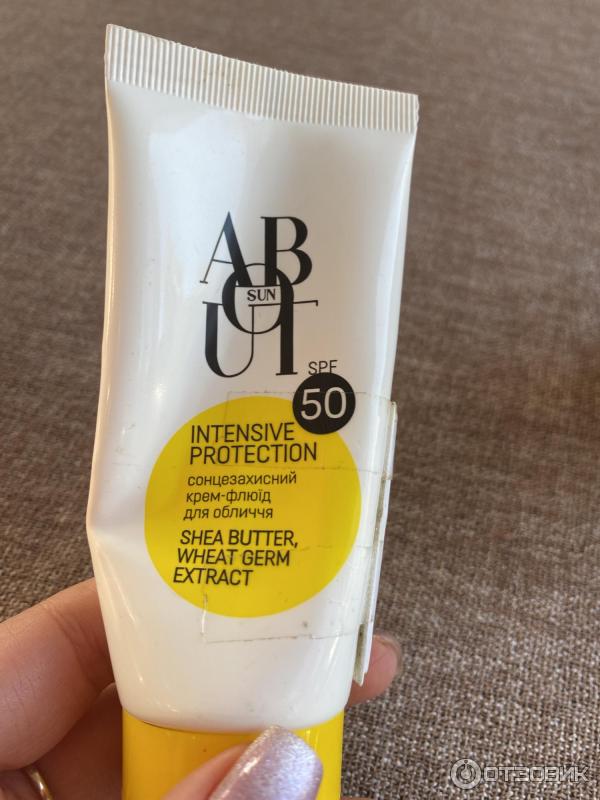 ABOUT
SUN
SPF
50
INTENSIVE
PROTECTION
сонцезахисний
крем-флюїд
для обличчя
SHEA BUTTER,
WHEAT GERM
EXTRACT
ОТЗОВИК